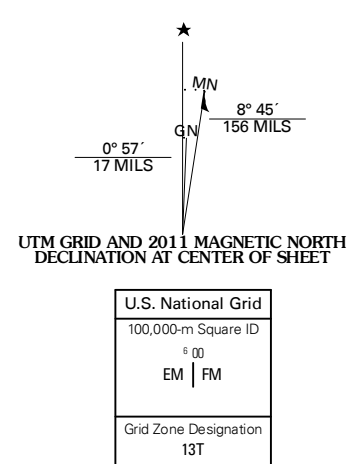 ★
MN
GN
8° 45´
156 MILS
0° 57´
17 MILS
UTM GRID AND 2011 MAGNETIC NORTH
DECLINATION AT CENTER OF SHEET
U.S. National Grid
100,000-m Square ID
6 00
EM FM
Grid Zone Designation
13T